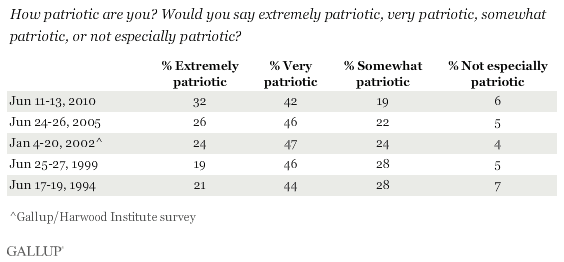 How patriotic are you? Would you say extremely patriotic, very patriotic, somewhat
patriotic, or not especially patriotic?
% Extremely patriotic % Very patriotic % Somewhat patriotic % Not especially patriotic
Jun 11-13, 2010 32 42 19 6
Jun 24-26, 2005 26 46 22 5
Jan 4-20, 2002^ 24 47 24 4
Jun 25-27, 1999 19 46 28 5
Jun 17-19, 1994 21 44 28 7
^Gallup/Harwood Institute survey
GALLUP®